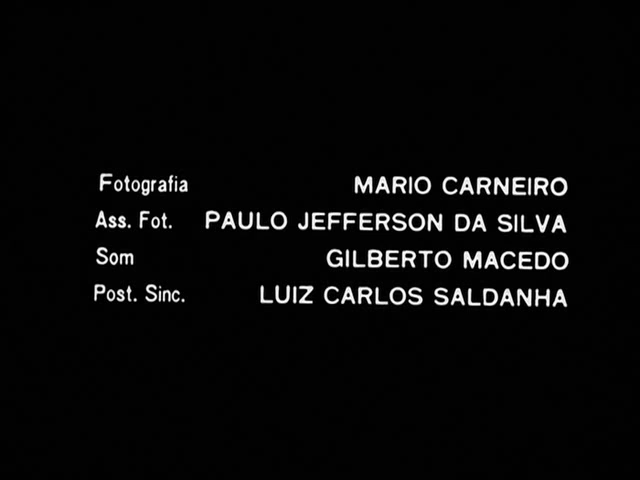 Fotografia MARIO CARNEIRO
Ass. Fot. PAULO JEFFERSON DA SILVA
Som GILBERTO MACEDO
Post. Sinc. LUIZ CARLOS SALDANHA